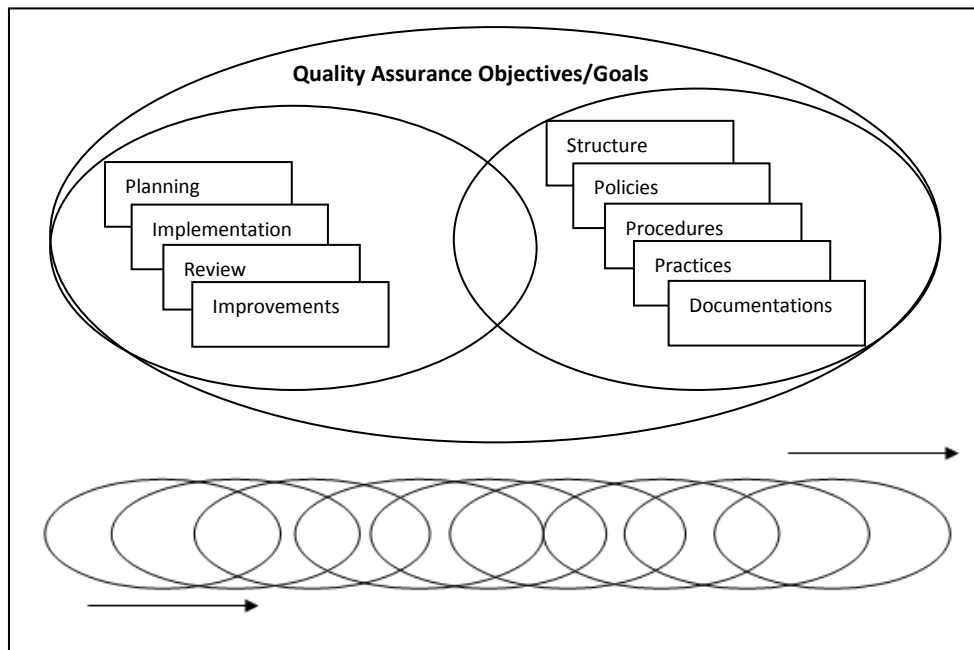 Quality Assurance Objectives/Goals
Planning
Implementation
Review
Improvements
Structure
Policies
Procedures
Practices
Documentations